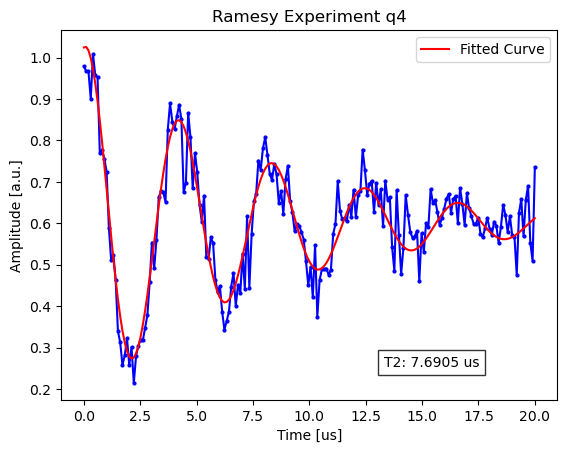 Ramesy Experiment q4
Fitted Curve
Amplitude [a.u.]
1.0
0.9
0.8
0.7
0.6
0.5
0.4
0.3
0.2
T2: 7.6905 us
0.0 2.5 5.0 7.5 10.0 12.5 15.0 17.5 20.0
Time [us]